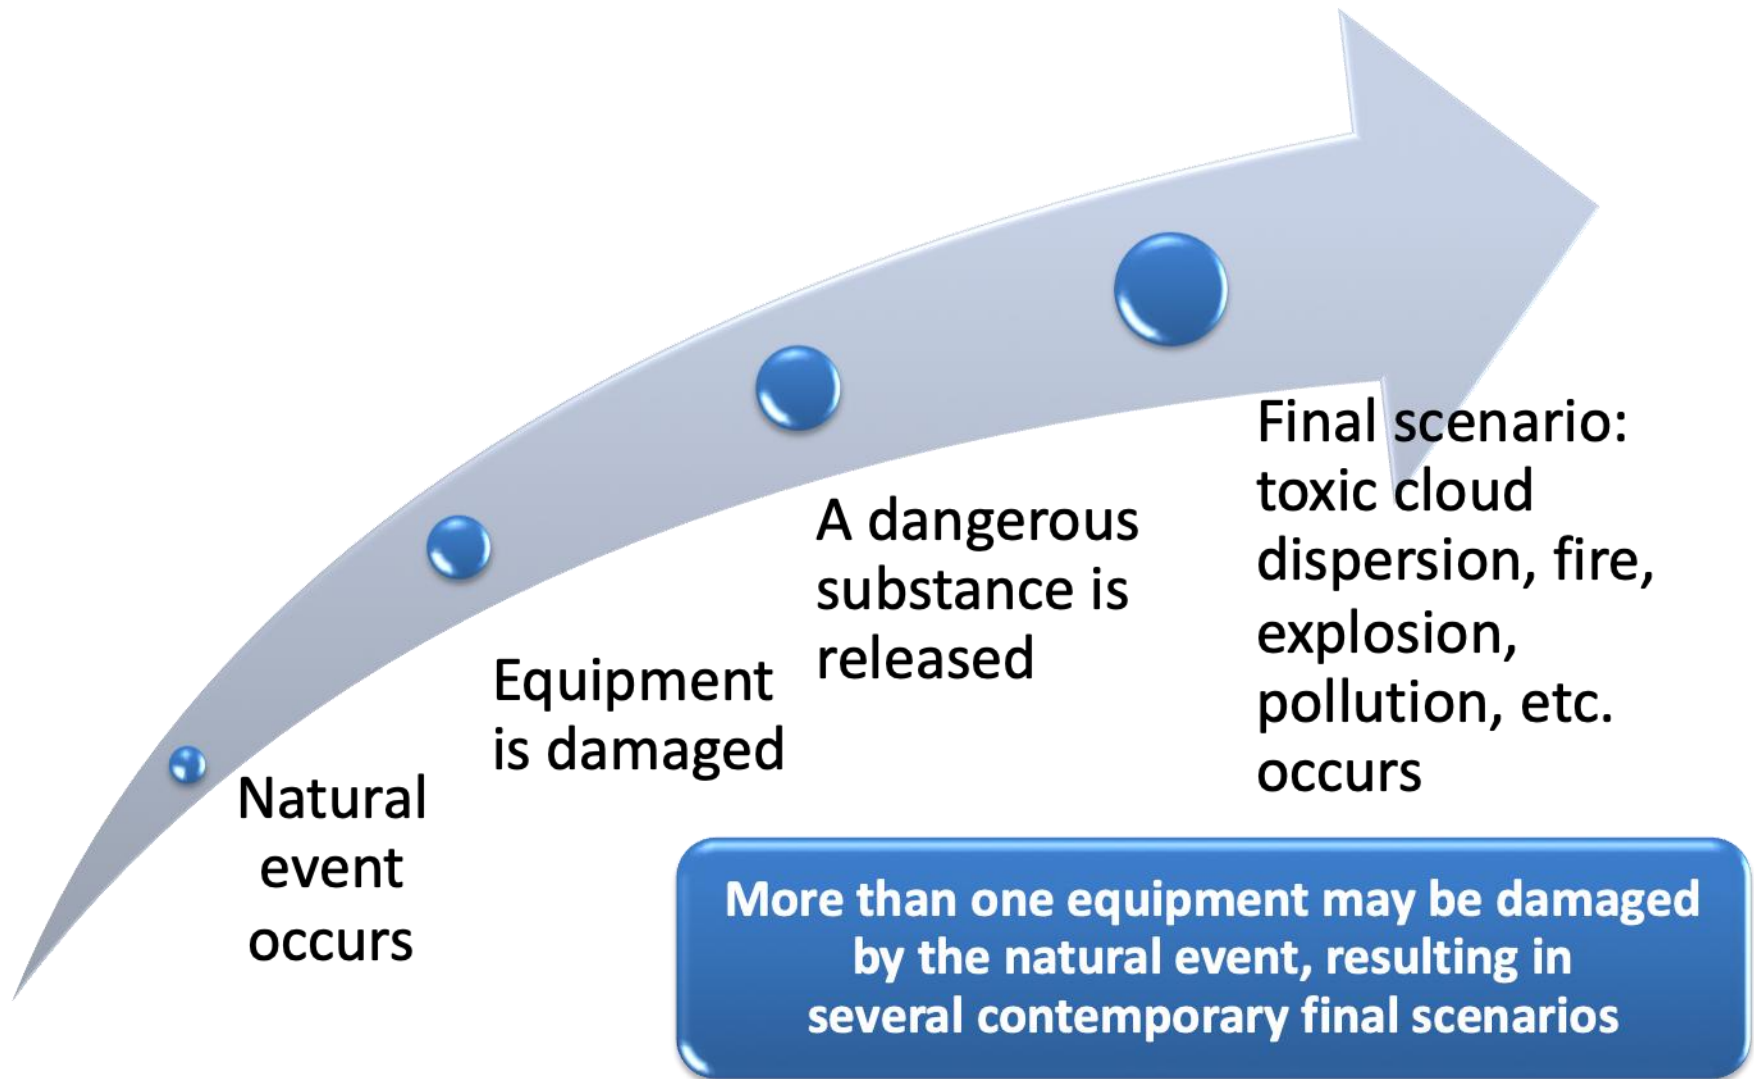 Natural
event
occurs
Equipment
is damaged
A dangerous
substance is
released
Final scenario:
toxic cloud
dispersion, fire,
explosion,
pollution, etc.
occurs
More than one equipment may be damaged
by the natural event, resulting in
several contemporary final scenarios